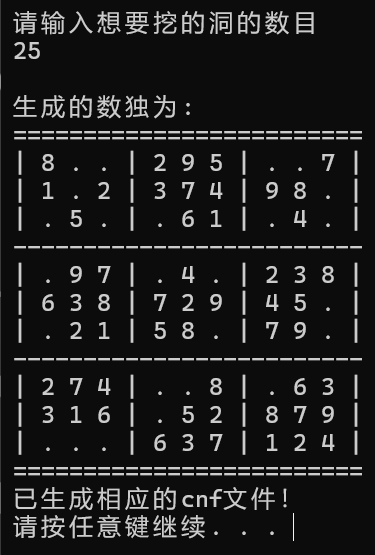 请输入想要挖的洞的数目
25
生成的数独为:
=========================
| 8 . . | 2 9 5 | . . 7 |
| 1 . 2 | 3 7 4 | 9 8 . |
| . 5 . | . 6 1 | . 4 . |
-------------------------
| . 9 7 | . 4 . | 2 3 8 |
| 6 3 8 | 7 2 9 | 4 5 . |
| . 2 1 | 5 8 . | 7 9 . |
-------------------------
| 2 7 4 | . . 8 | . 6 3 |
| 3 1 6 | . 5 2 | 8 7 9 |
| . . . | 6 3 7 | 1 2 4 |
=========================
已生成相应的cnf文件!
请按任意键继续. . .